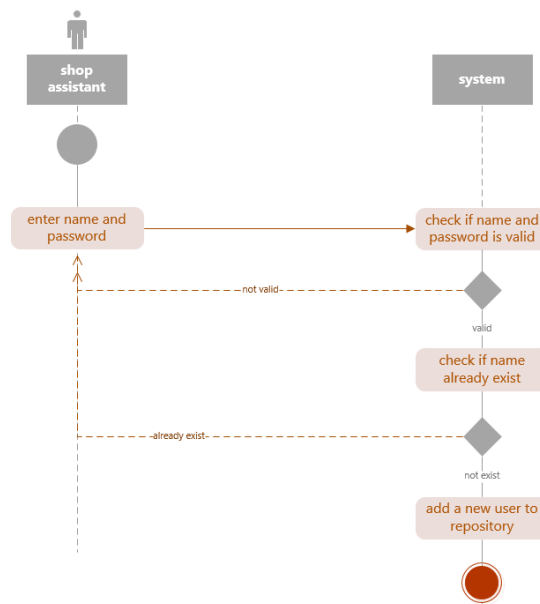 shop
assistant
system
enter name and
password
check if name and
password is valid
not valid
valid
check if name
already exist
already exist
not exist
add a new user to
repository